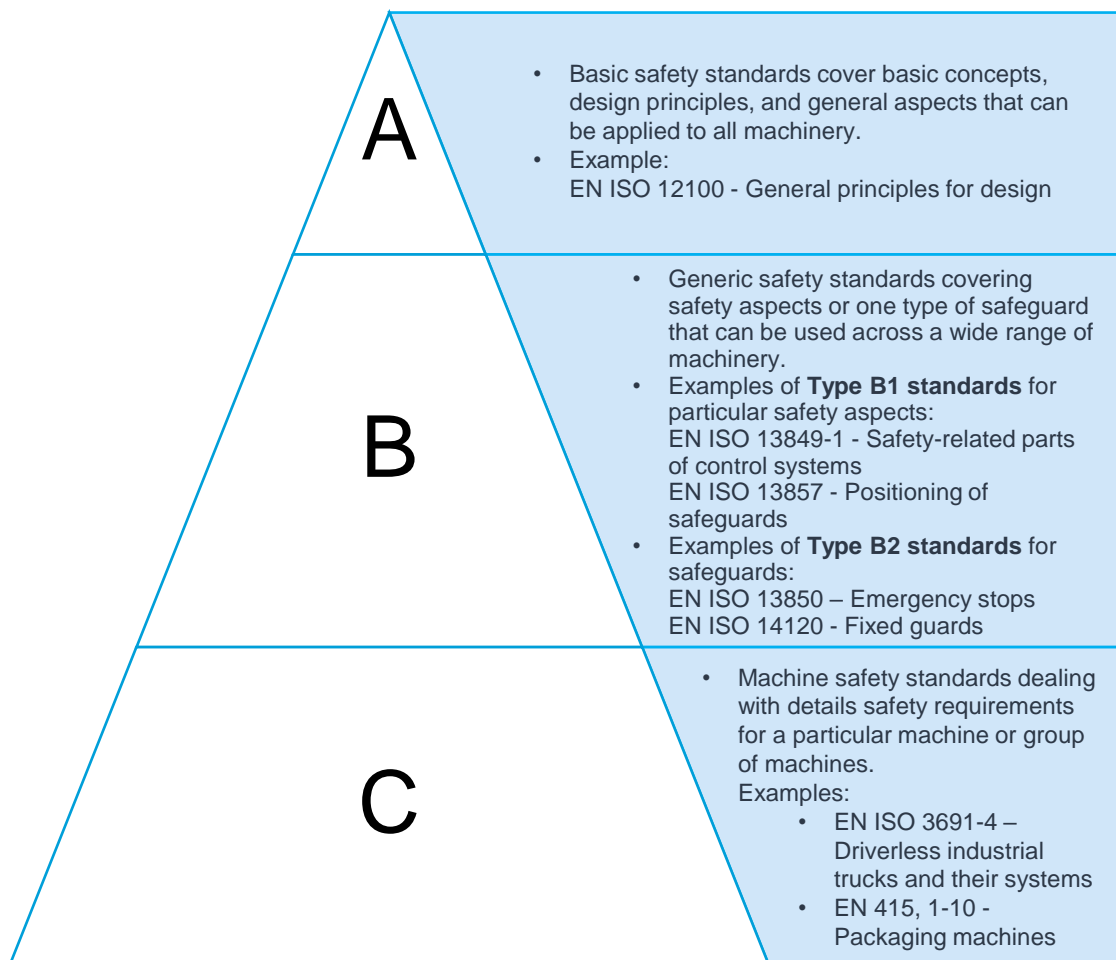 A
• Basic safety standards cover basic concepts,
design principles, and general aspects that can
be applied to all machinery.
• Example:
EN ISO 12100 - General principles for design
B
• Generic safety standards covering
safety aspects or one type of safeguard
that can be used across a wide range of
machinery.
• Examples of Type B1 standards for
particular safety aspects:
EN ISO 13849-1 - Safety-related parts
of control systems
EN ISO 13857 - Positioning of
safeguards
• Examples of Type B2 standards for
safeguards:
EN ISO 13850 – Emergency stops
EN ISO 14120 - Fixed guards
C
• Machine safety standards dealing
with details safety requirements
for a particular machine or group
of machines.
Examples:
• EN ISO 3691-4 –
Driverless industrial
trucks and their systems
• EN 415, 1-10 -
Packaging machines